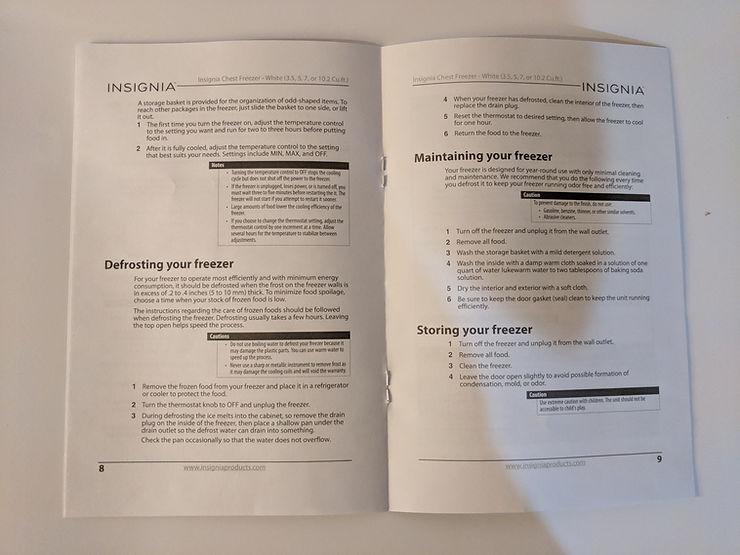 INSIGNIA
Insignia Chest Freezer - White (3.5, 5, 7, or 10.2 Cu.ft.)
A storage basket is provided for the organization of odd-shaped items. To
reach other packages in the freezer, just slide the basket to one side, or lift
it out.
1 The first time you turn the freezer on, adjust the temperature control
to the setting you want and run for two to three hours before putting
food in.
2 After it is fully cooled, adjust the temperature control to the setting
that best suits your needs. Settings include MIN, MAX, and OFF.
Notes
• Turning the temperature control to OFF stops the cooling
cycle but does not shut off the power to the freezer.
• If the freezer is unplugged, loses power, or is turned off, you
must wait three to five minutes before restarting it. The
freezer will not start if you attempt to restart it sooner.
• Large amounts of food lower the cooling efficiency of the
freezer.
• If you choose to change the thermostat setting, adjust the
thermostat control by one increment at a time. Allow
several hours for the temperature to stabilize between
adjustments.
Defrosting your freezer
For your freezer to operate most efficiently and with minimum energy
consumption, it should be defrosted when the frost on the freezer walls is
in excess of .2 to .4 inches (5 to 10 mm) thick. To minimize food spoilage,
choose a time when your stock of frozen food is low.
The instructions regarding the care of frozen foods should be followed
when defrosting the freezer. Defrosting usually takes a few hours. Leaving
the top open helps speed the process.
Cautions
• Do not use boiling water to defrost your freezer because it
may damage the plastic parts. You can use warm water to
speed up the process.
• Never use a sharp or metallic instrument to remove frost as
it may damage the cooling coils and will void the warranty.
1 Remove the frozen food from your freezer and place it in a refrigerator
or cooler to protect the food.
2 Turn the thermostat knob to OFF and unplug the freezer.
3 During defrosting the ice melts into the cabinet, so remove the drain
plug on the inside of the freezer, then place a shallow pan under the
drain outlet so the defrost water can drain into something.
Check the pan occasionally so that the water does not overflow.
8
www.insigniaproducts.com
Insignia Chest Freezer - White (3.5, 5, 7, or 10.2 Cu.ft.)
INSIGNIA
4 When your freezer has defrosted, clean the interior of the freezer, then
replace the drain plug.
5 Reset the thermostat to desired setting, then allow the freezer to cool
for one hour.
6 Return the food to the freezer.
Maintaining your freezer
Your freezer is designed for year-round use with only minimal cleaning
and maintenance. We recommend that you do the following every time
you defrost it to keep your freezer running odor free and efficiently:
Caution
To prevent damage to the finish, do not use:
• Gasoline, benzine, thinner, or other similar solvents.
• Abrasive cleaners.
1 Turn off the freezer and unplug it from the wall outlet.
2 Remove all food.
3 Wash the storage basket with a mild detergent solution.
4 Wash the inside with a damp warm cloth soaked in a solution of one
quart of water lukewarm water to two tablespoons of baking soda
solution.
5 Dry the interior and exterior with a soft cloth.
6 Be sure to keep the door gasket (seal) clean to keep the unit running
efficiently.
Storing your freezer
1 Turn off the freezer and unplug it from the wall outlet.
2 Remove all food.
3 Clean the freezer.
4 Leave the door open slightly to avoid possible formation of
condensation, mold, or odor.
Caution
Use extreme caution with children. The unit should not be
accessible to child's play.
www.insigniaproducts.com
9